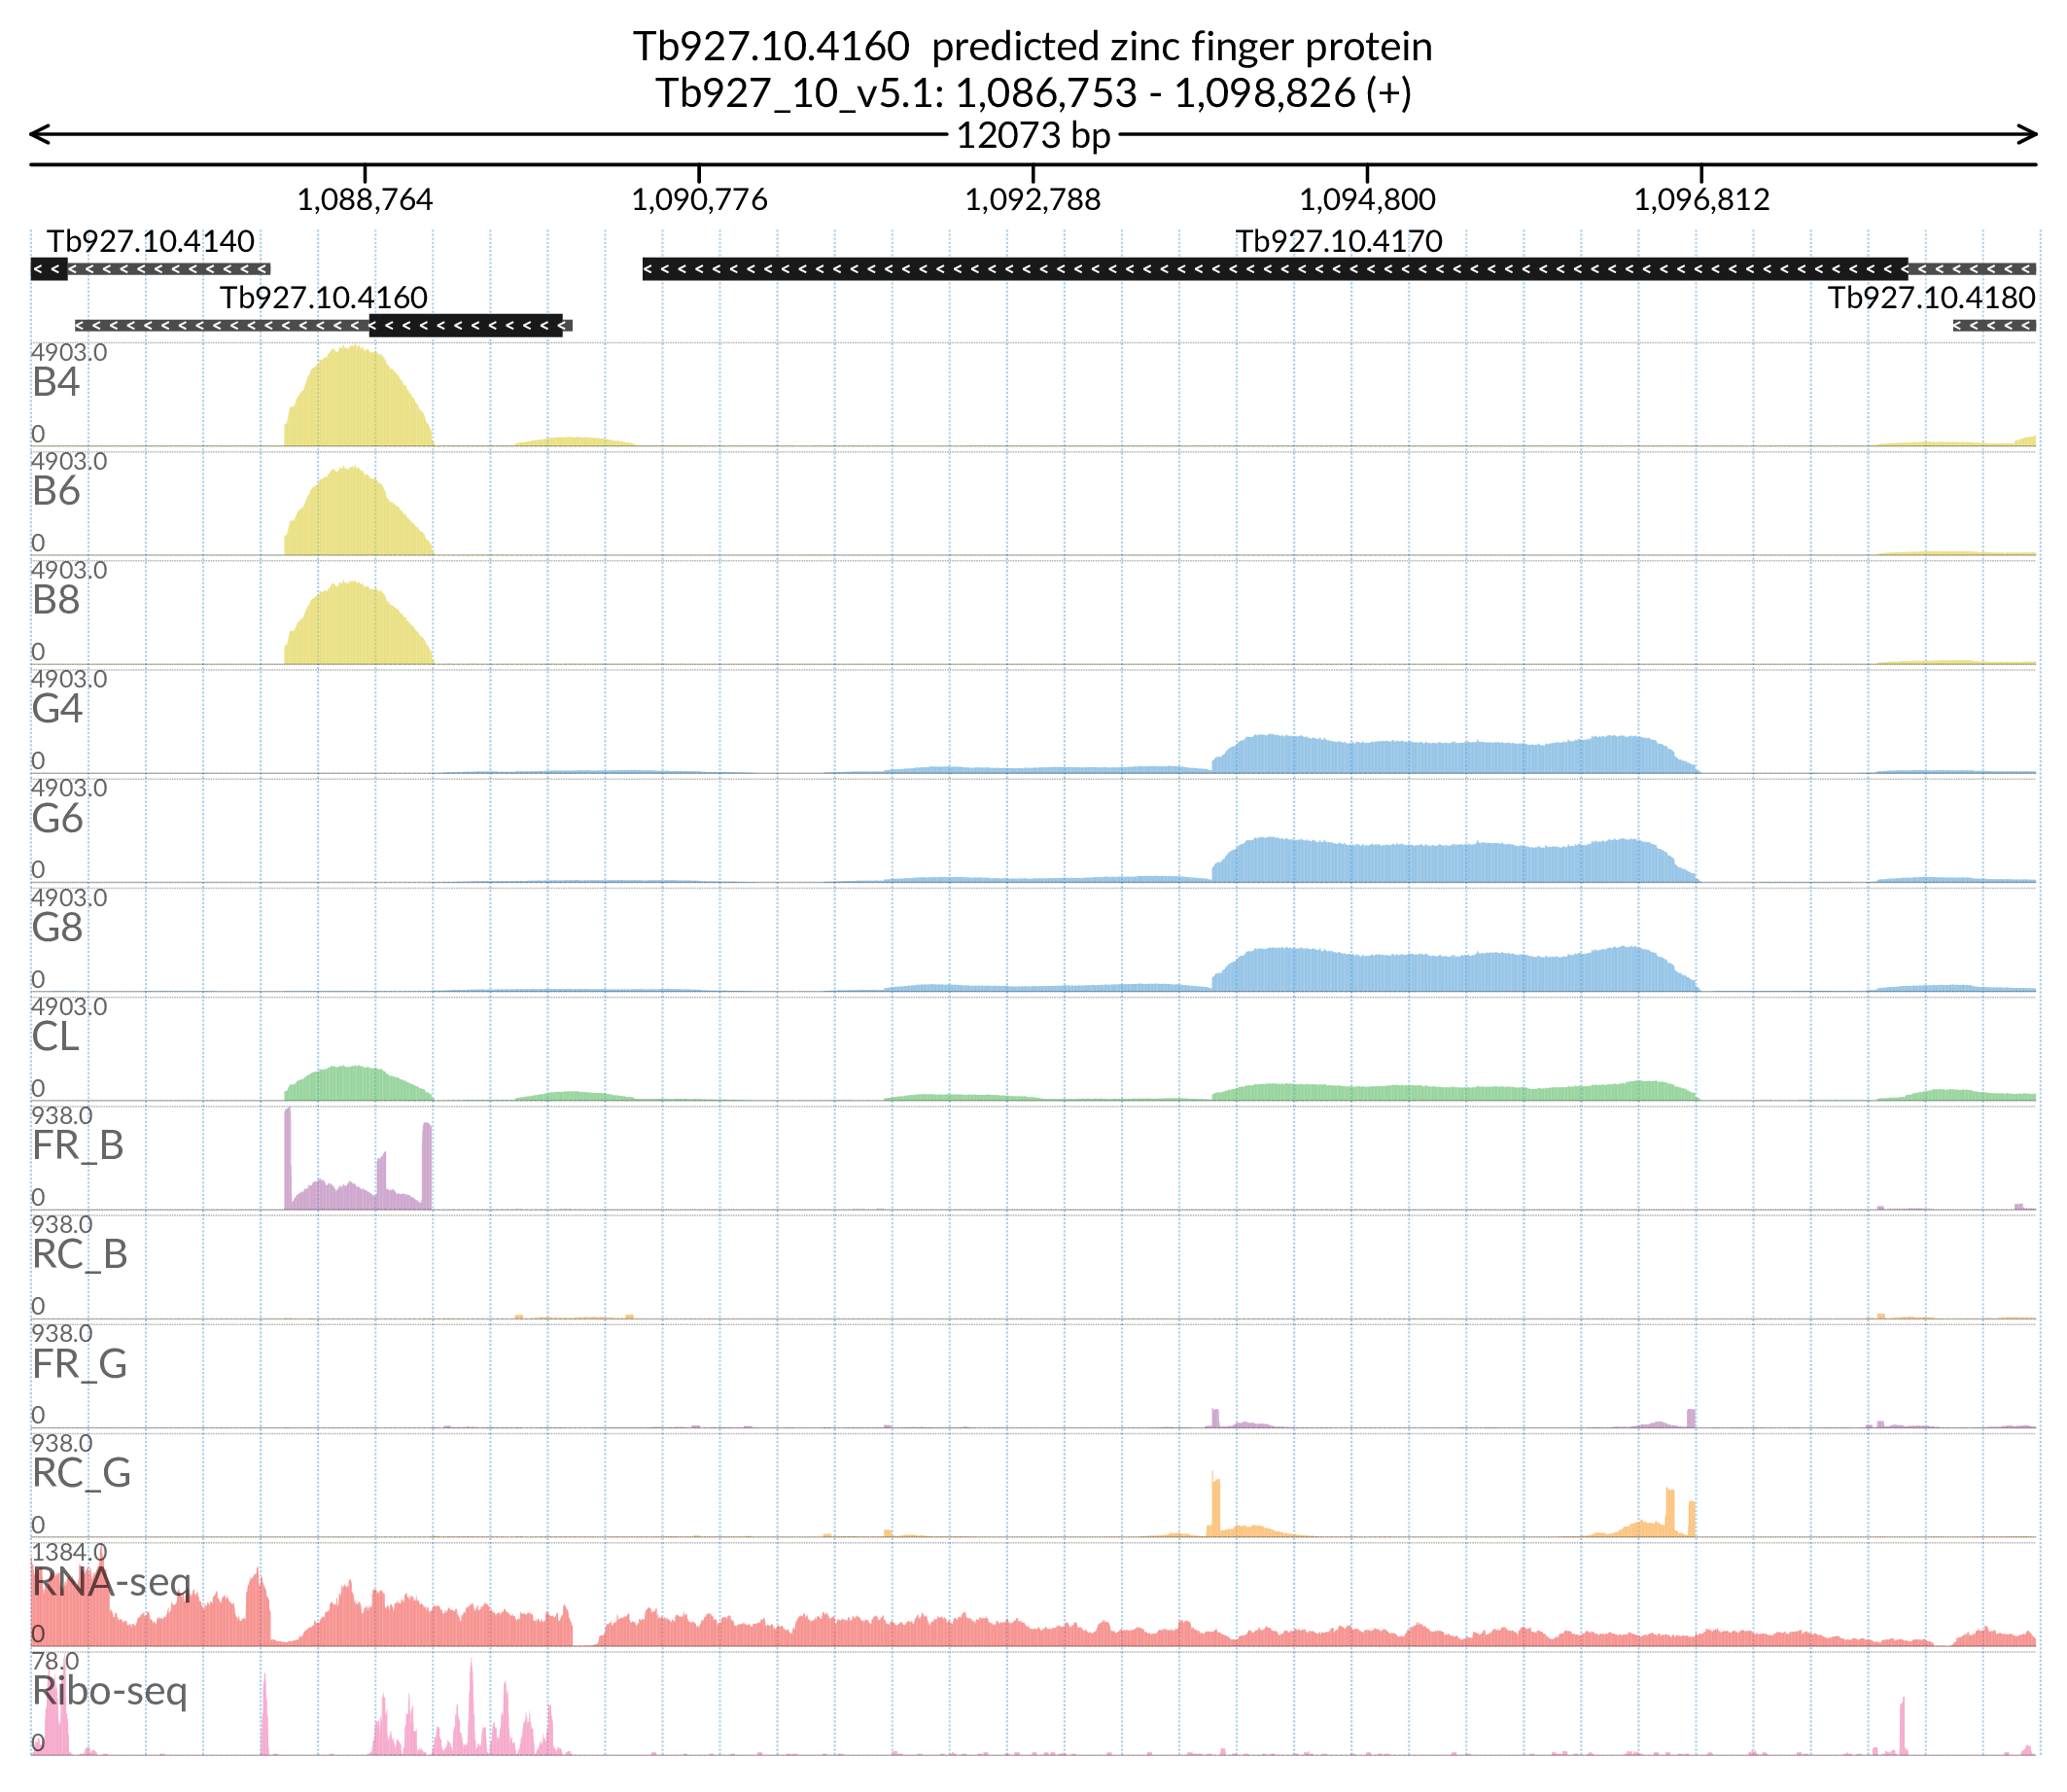 Tb927.10.4160 predicted zinc finger protein
Tb927_10_v5.1: 1,086,753 - 1,098,826 (+)
12073 bp
1,088,764 1,090,776 1,092,788 1,094,800 1,096,812
Tb927.10.4140 Tb927.10.4170
Tb927.10.4160 Tb927.10.4180
4903.0
B4
0
4903.0
B6
0
4903.0
B8
0
4903.0
G4
0
4903.0
G6
0
4903.0
G8
0
4903.0
CL
0
938.0
FR_B
0
938.0
RC_B
0
938.0
FR_G
0
938.0
RC_G
0
1384.0
RNA-seq
0
78.0
Ribo-seq
0